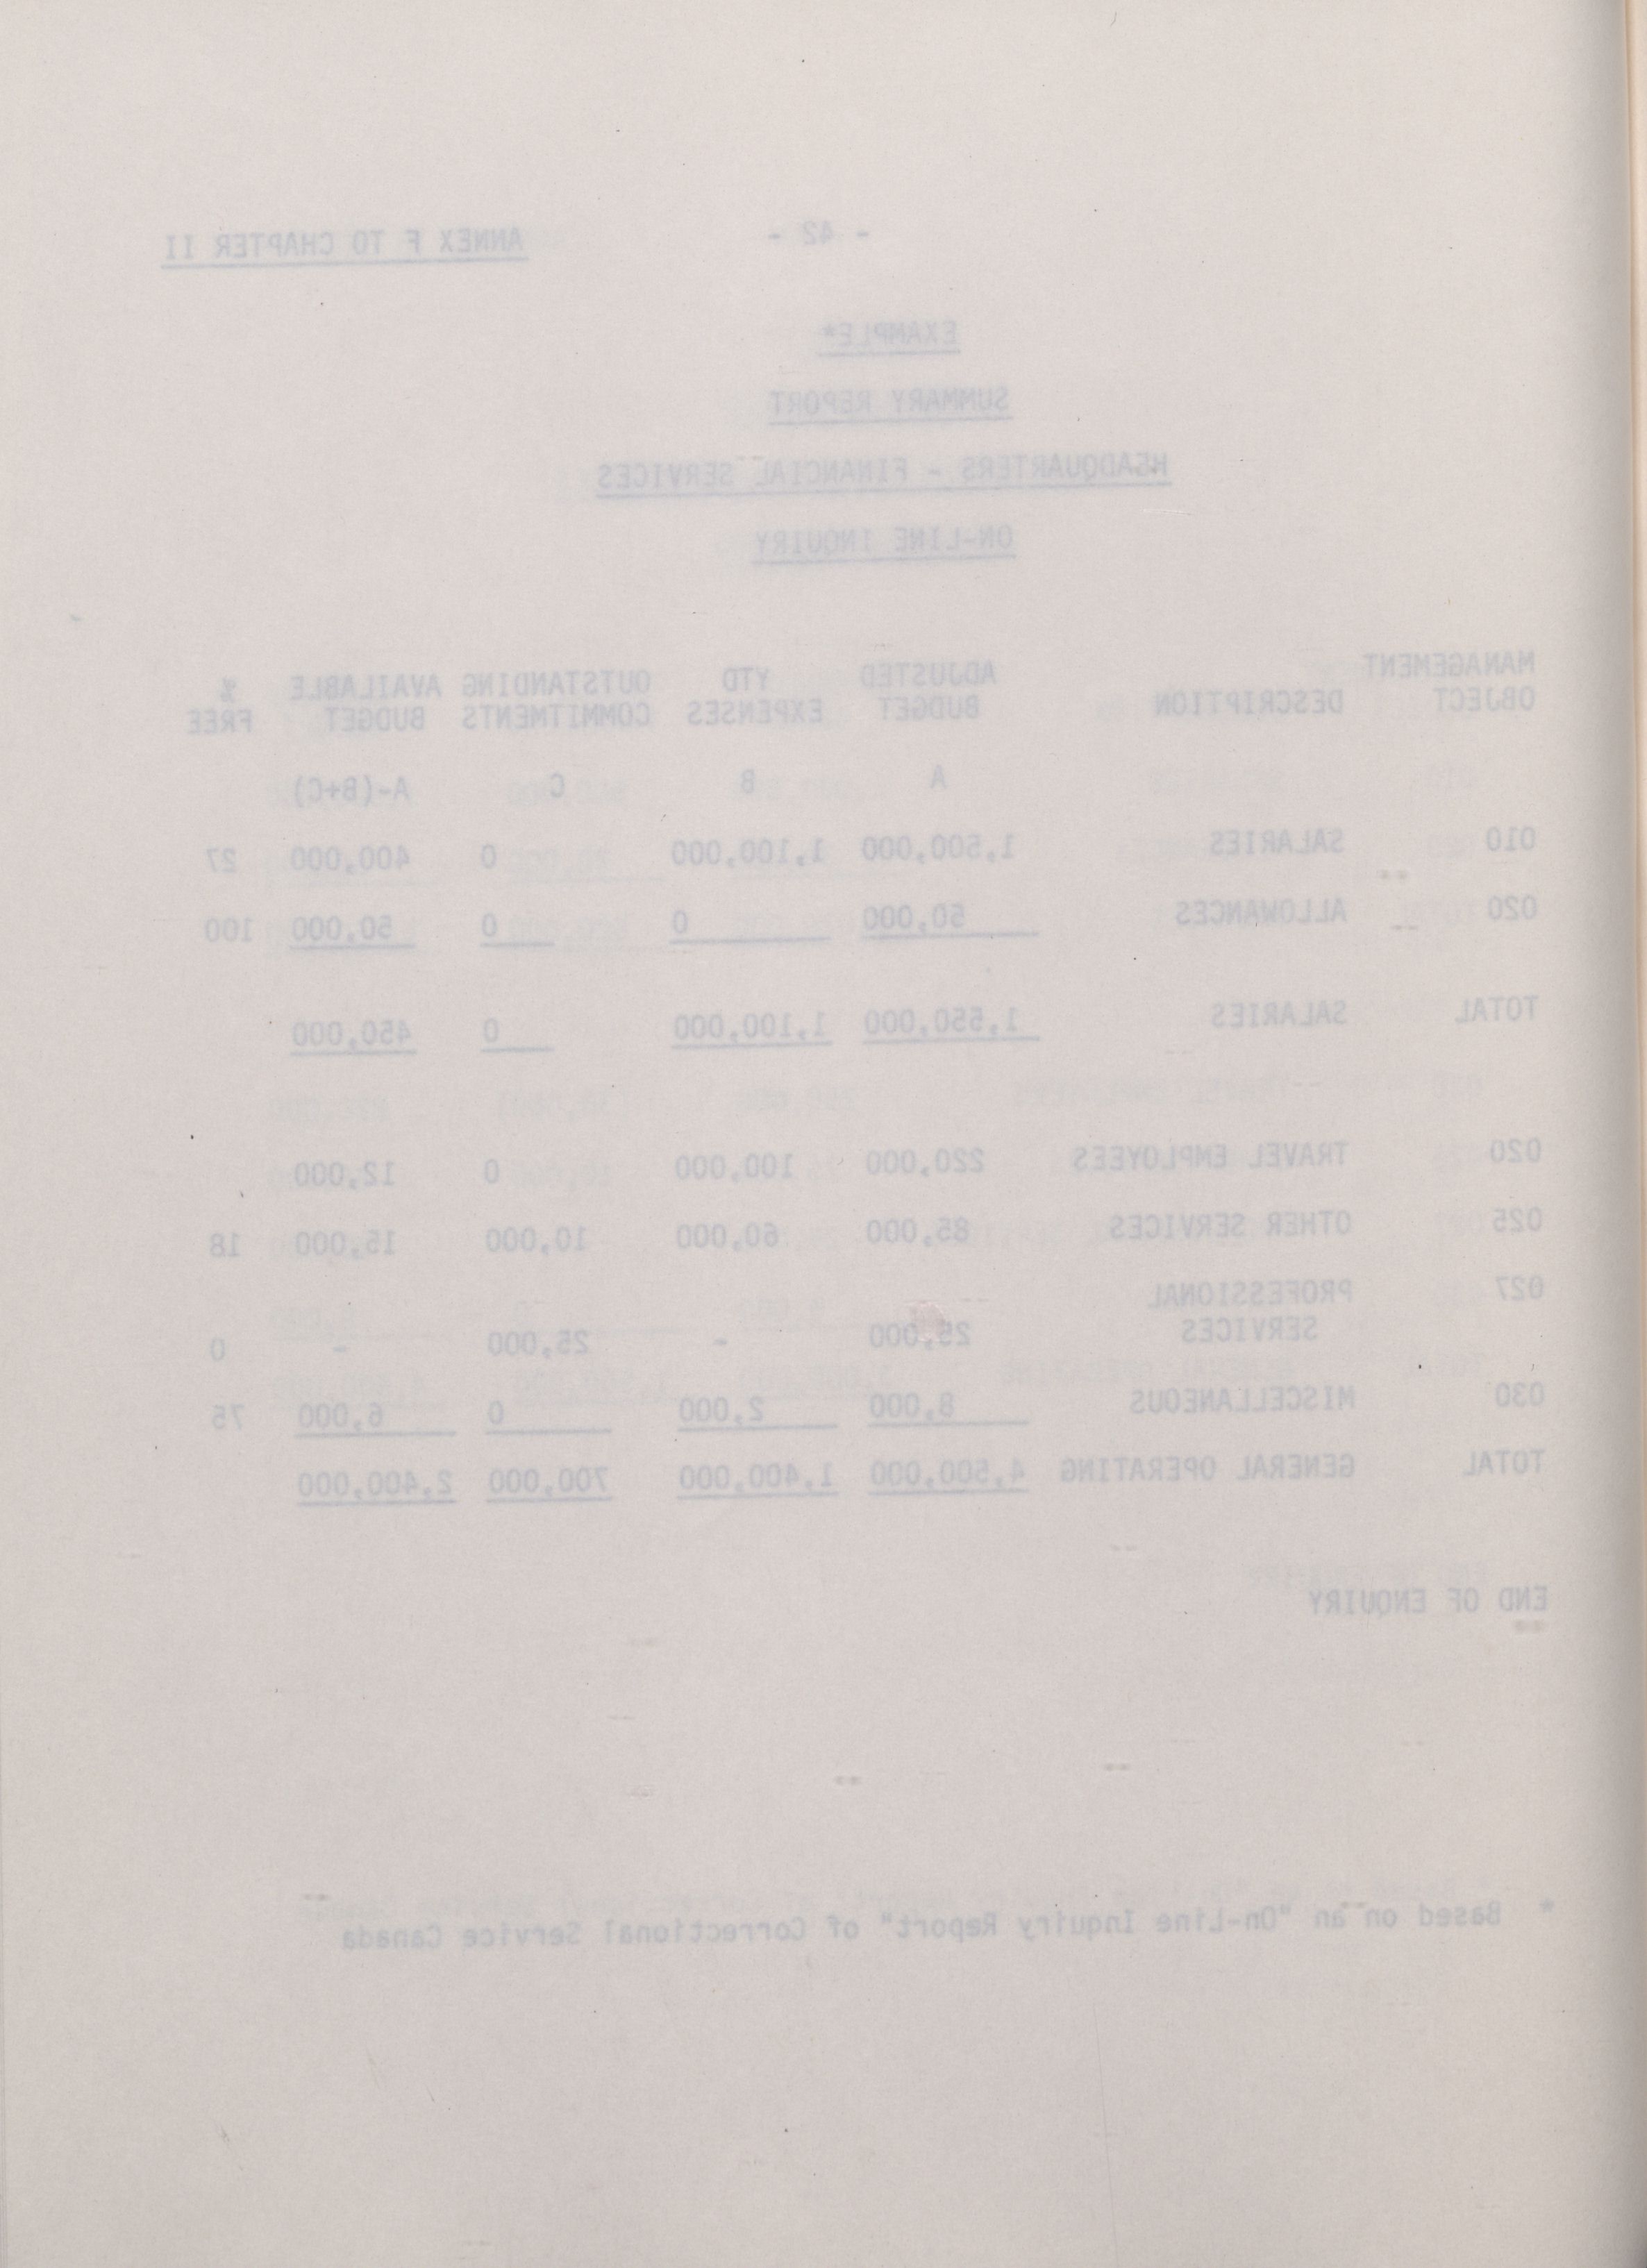 - 42 - ANNEX F TO CHAPTER II
EXAMPLE*
SUMMARY REPORT
HEADQUARTERS - FINANCIAL SERVICES
ON-LINE INQUIRY
MANAGEMENT ADJUSTED YTD OUTSTANDING AVAILABLE %
OBJECT DESCRIPTION BUDGET EXPENSES COMMITMENTS BUDGET FREE
A B C A-(B+C)
010 SALARIES 1,500,000 1,100,000 0 400,000 27
020 ALLOWANCES 50,000 0 0 50,000 100
TOTAL SALARIES 1,550,000 1,100,000 0 450,000
020 TRAVEL EMPLOYEES 220,000 100,000 0 12,000
025 OTHER SERVICES 85,000 60,000 10,000 15,000 18
027 PROFESSIONAL
SERVICES 25,000 - 25,000 - 0
030 MISCELLANEOUS 8,000 2,000 0 6,000 75
TOTAL GENERAL OPERATING 4,500,000 1,400,000 700,000 2,400,000
END OF ENQUIRY
* Based on an "On-Line Inquiry Report" of Correctional Service Canada